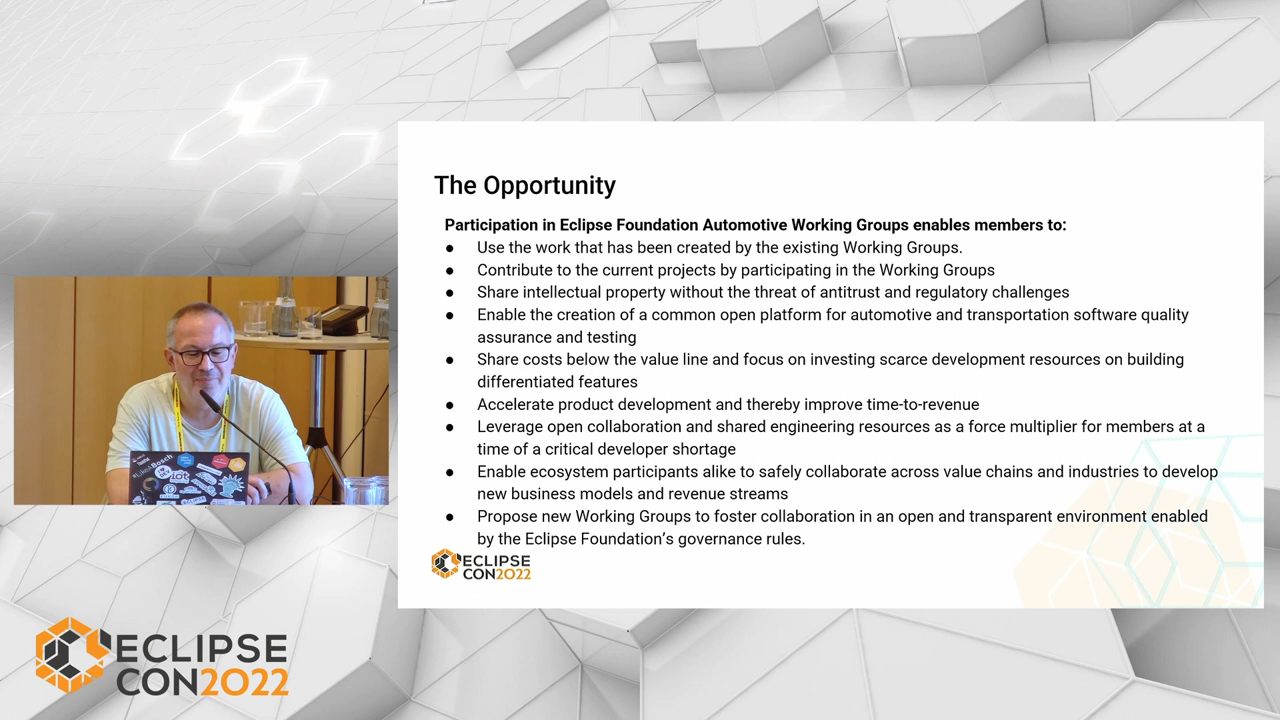 The Opportunity
Participation in Eclipse Foundation Automotive Working Groups enables members to:
● Use the work that has been created by the existing Working Groups.
● Contribute to the current projects by participating in the Working Groups
● Share intellectual property without the threat of antitrust and regulatory challenges
● Enable the creation of a common open platform for automotive and transportation software quality
assurance and testing
● Share costs below the value line and focus on investing scarce development resources on building
differentiated features
● Accelerate product development and thereby improve time-to-revenue
● Leverage open collaboration and shared engineering resources as a force multiplier for members at a
time of a critical developer shortage
● Enable ecosystem participants alike to safely collaborate across value chains and industries to develop
new business models and revenue streams
● Propose new Working Groups to foster collaboration in an open and transparent environment enabled
by the Eclipse Foundation’s governance rules.
ECLIPSE
CON2022
#LikeABosch
IOT
ECLIPSE
CON2022